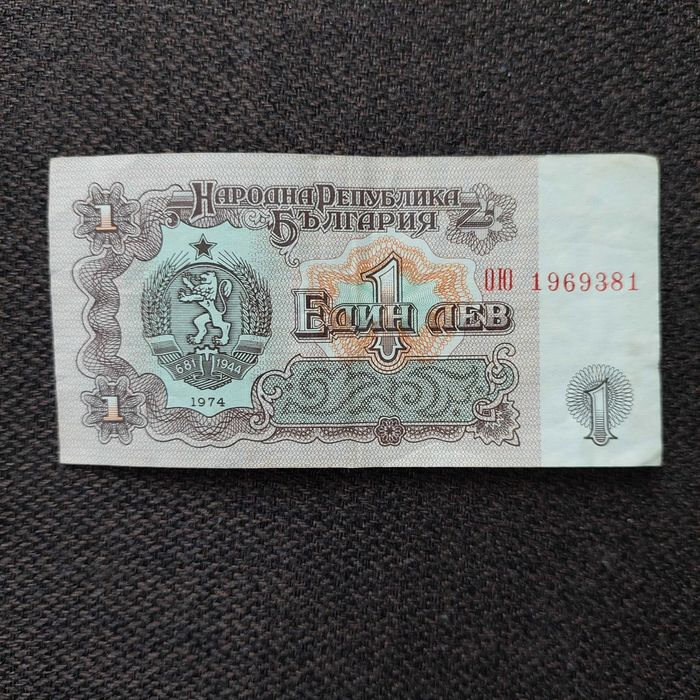 НАРОДНА РЕПУБЛИКА
БЪЛГАРИЯ
1
1
ОЮ 1969381
ЕДИН ЛЕВ
681 1944
1974
1
1